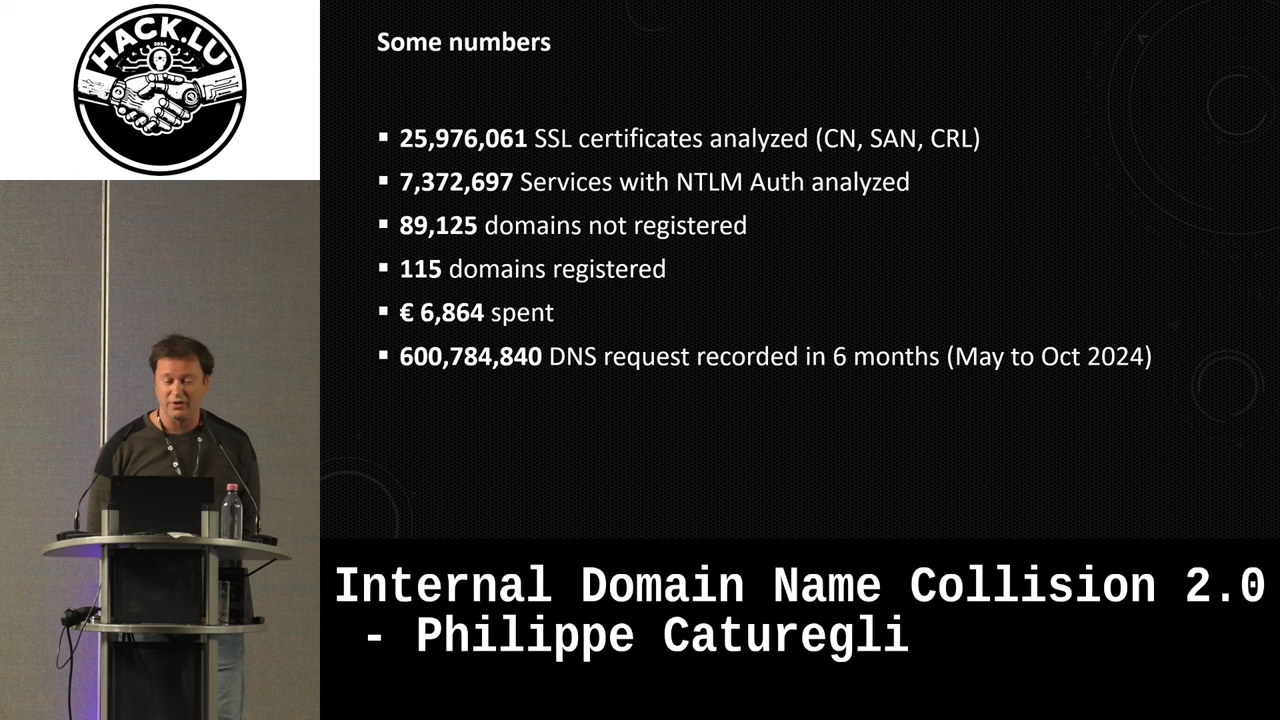 HACK.LU
2024
Some numbers
▪ 25,976,061 SSL certificates analyzed (CN, SAN, CRL)
▪ 7,372,697 Services with NTLM Auth analyzed
▪ 89,125 domains not registered
▪ 115 domains registered
▪ € 6,864 spent
▪ 600,784,840 DNS request recorded in 6 months (May to Oct 2024)
Internal Domain Name Collision 2.0
- Philippe Caturegli